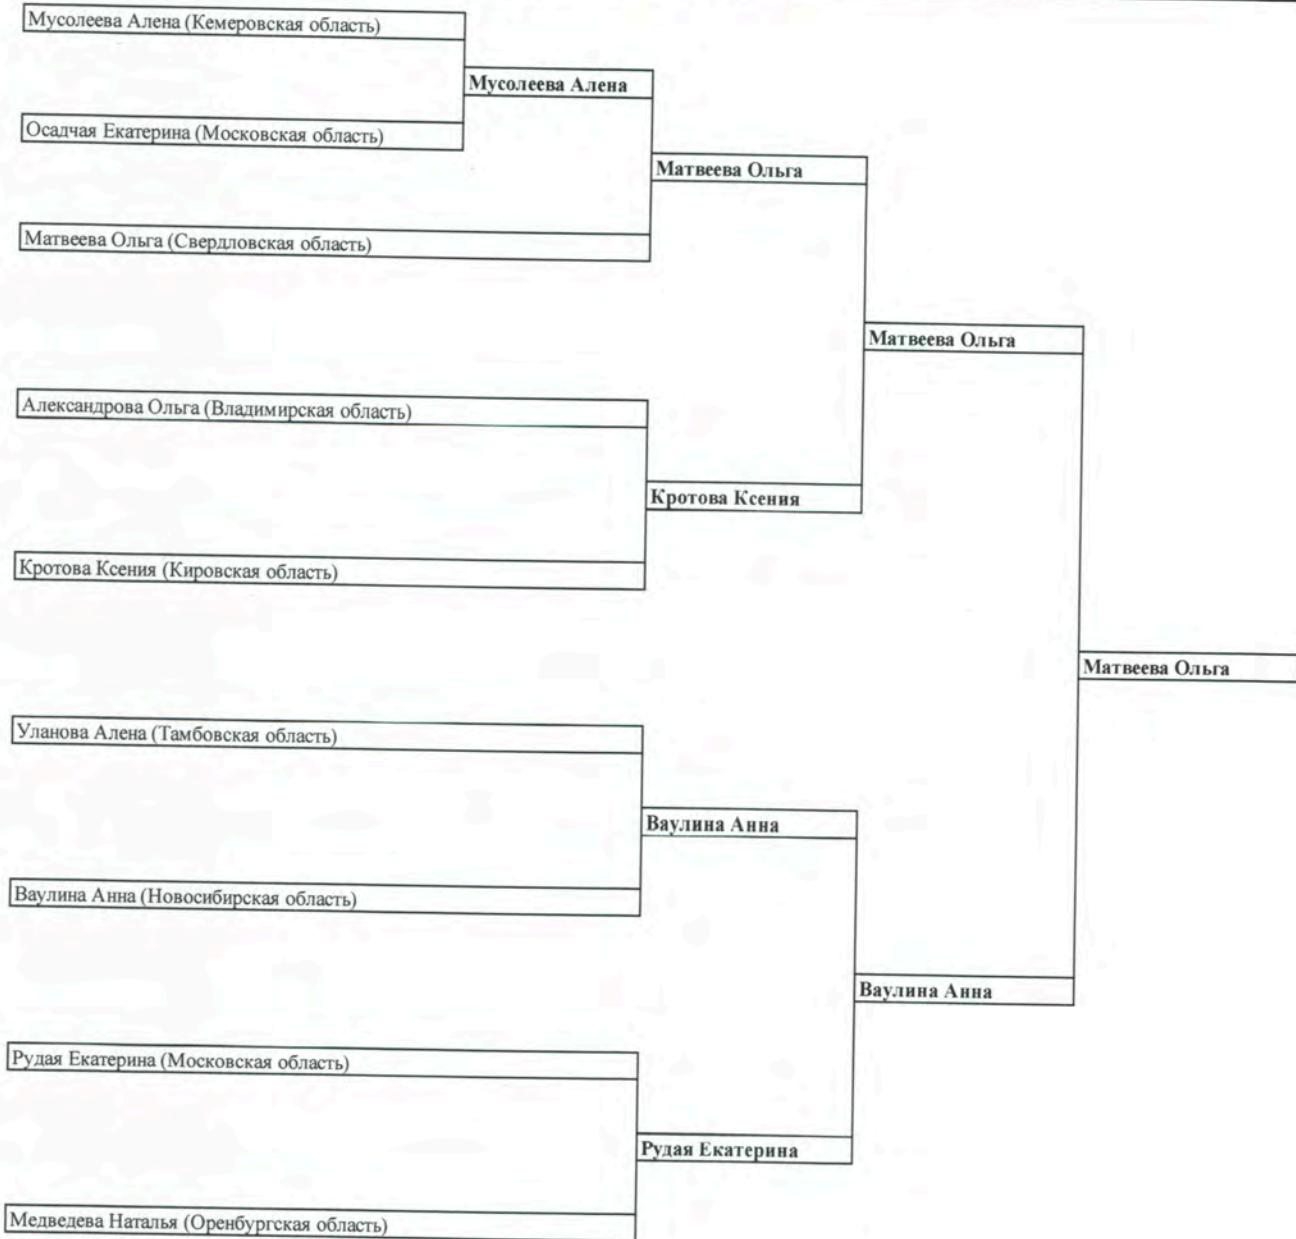 Мусолеева Алена (Кемеровская область)
Мусолеева Алена
Осадчая Екатерина (Московская область)
Матвеева Ольга
Матвеева Ольга (Свердловская область)
Матвеева Ольга
Александрова Ольга (Владимирская область)
Кротова Ксения
Кротова Ксения (Кировская область)
Матвеева Ольга
Уланова Алена (Тамбовская область)
Ваулина Анна
Ваулина Анна (Новосибирская область)
Ваулина Анна
Рудая Екатерина (Московская область)
Рудая Екатерина
Медведева Наталья (Оренбургская область)